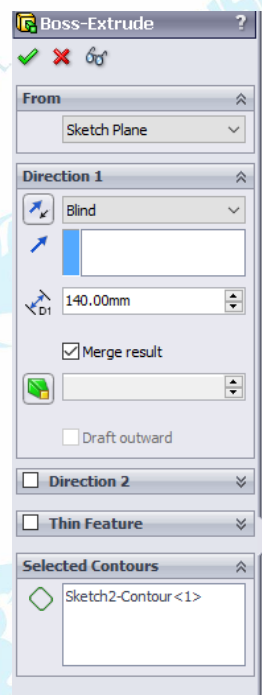 Boss-Extrude ?
From
Sketch Plane
Direction 1
Blind
D1 140.00mm
Merge result
Draft outward
Direction 2
Thin Feature
Selected Contours
Sketch2-Contour<1>